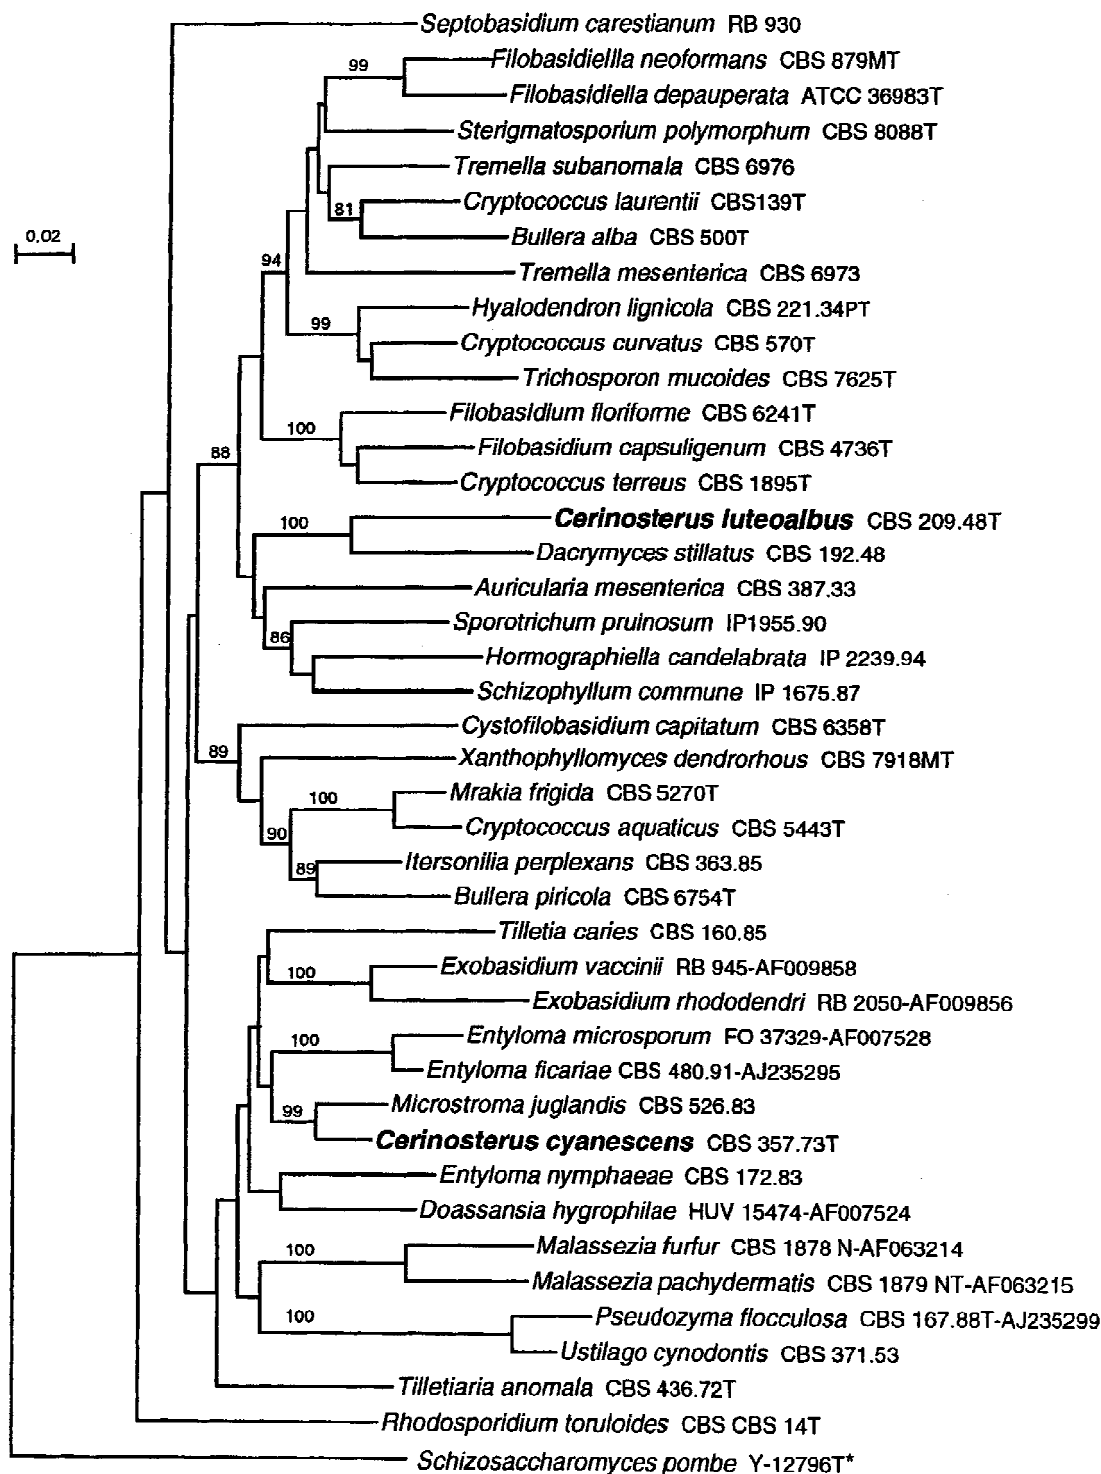 Septobasidium carestianum RB 930
99
Filobasidielilla neoformans CBS 879MT
Filobasidiella depauperata ATCC 36983T
Sterigmatosporium polymorphum CBS 8088T
Tremella subanomala CBS 6976
81
Cryptococcus laurentii CBS139T
0.02
Bullera alba CBS 500T
94
Tremella mesenterica CBS 6973
Hyalodendron lignicola CBS 221.34PT
99
Cryptococcus curvatus CBS 570T
Trichosporon mucoides CBS 7625T
Filobasidium floriforme CBS 6241T
100
Filobasidium capsuligenum CBS 4736T
88
Cryptococcus terreus CBS 1895T
100
Cerinosterus luteoalbus CBS 209.48T
Dacrymyces stillatus CBS 192.48
Auricularia mesenterica CBS 387.33
Sporotrichum pruinosum IP1955.90
86
Hormographiella candelabrata IP 2239.94
Schizophyllum commune IP 1675.87
Cystofilobasidium capitatum CBS 6358T
89
Xanthophyllomyces dendrorhous CBS 7918MT
100
Mrakia frigida CBS 5270T
90
Cryptococcus aquaticus CBS 5443T
89
Itersonilia perplexans CBS 363.85
Bullera piricola CBS 6754T
Tilletia caries CBS 160.85
100
Exobasidium vaccinii RB 945-AF009858
Exobasidium rhododendri RB 2050-AF009856
100
Entyloma microsporum FO 37329-AF007528
Entyloma ficariae CBS 480.91-AJ235295
99
Microstroma juglandis CBS 526.83
Cerinosterus cyanescens CBS 357.73T
Entyloma nymphaeae CBS 172.83
Doassansia hygrophilae HUV 15474-AF007524
100
Malassezia furfur CBS 1878 N-AF063214
Malassezia pachydermatis CBS 1879 NT-AF063215
100
Pseudozyma flocculosa CBS 167.88T-AJ235299
Ustilago cynodontis CBS 371.53
Tilletiaria anomala CBS 436.72T
Rhodosporidium toruloides CBS CBS 14T
Schizosaccharomyces pombe Y-12796T*